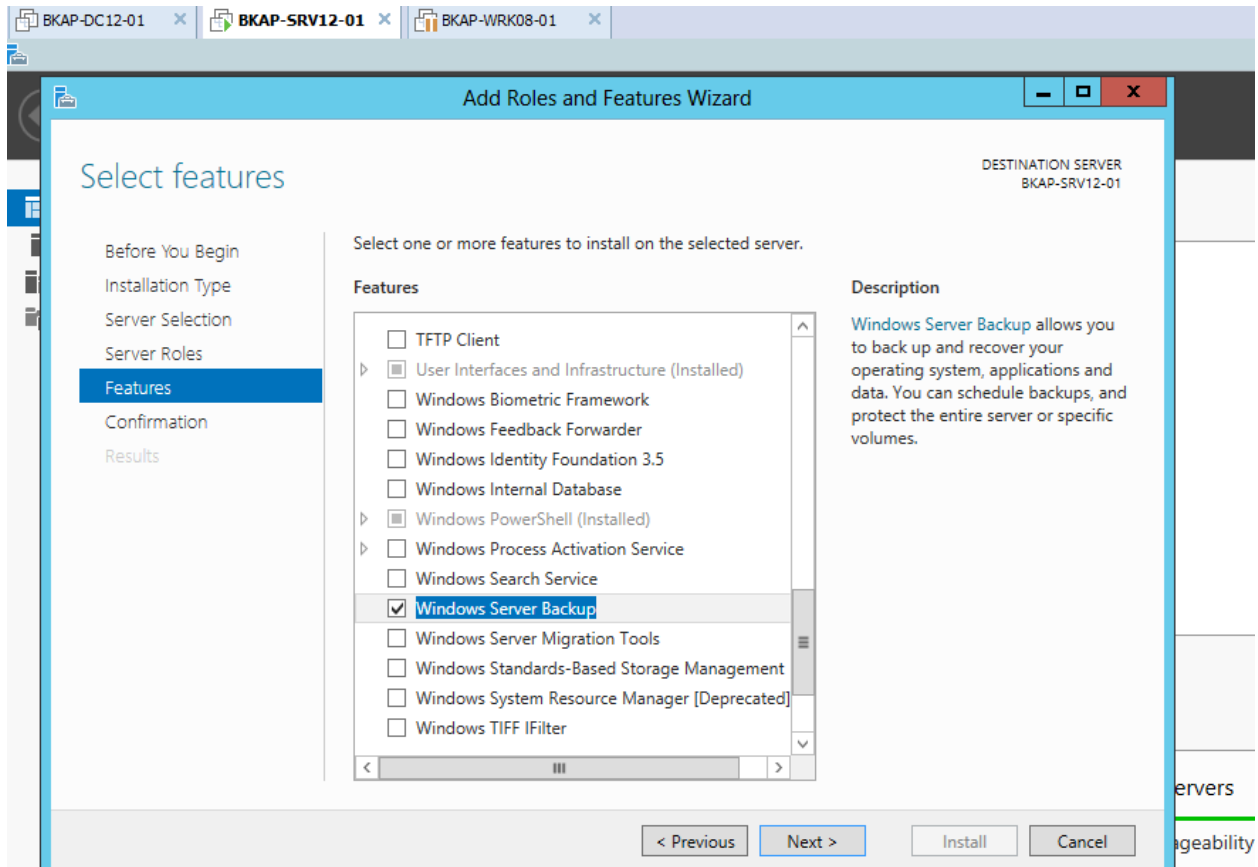 BKAP-DC12-01
BKAP-SRV12-01
BKAP-WRK08-01
Add Roles and Features Wizard
Select features
DESTINATION SERVER
BKAP-SRV12-01
Before You Begin
Installation Type
Server Selection
Server Roles
Features
Confirmation
Results
Select one or more features to install on the selected server.
Features
TFTP Client
User Interfaces and Infrastructure (Installed)
Windows Biometric Framework
Windows Feedback Forwarder
Windows Identity Foundation 3.5
Windows Internal Database
Windows PowerShell (Installed)
Windows Process Activation Service
Windows Search Service
Windows Server Backup
Windows Server Migration Tools
Windows Standards-Based Storage Management
Windows System Resource Manager [Deprecated]
Windows TIFF IFilter
Description
Windows Server Backup allows you
to back up and recover your
operating system, applications and
data. You can schedule backups, and
protect the entire server or specific
volumes.
< Previous
Next >
Install
Cancel
ervers
ageability